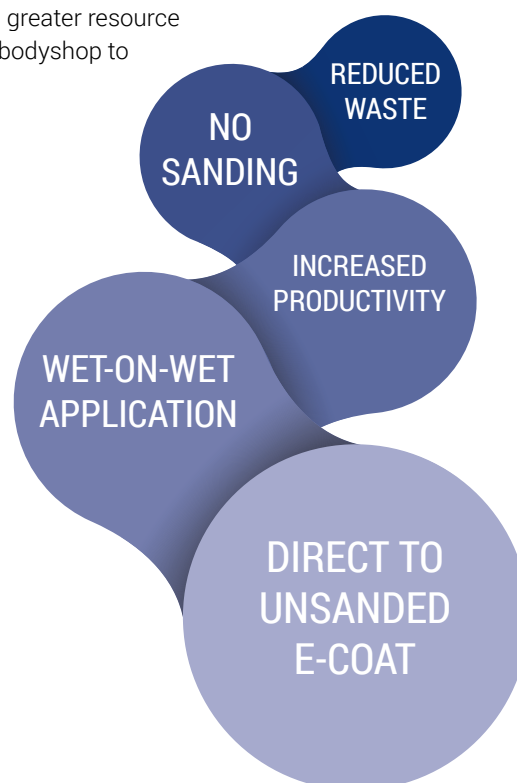 greater resource
bodyshop to
REDUCED
WASTE
NO
SANDING
INCREASED
PRODUCTIVITY
WET-ON-WET
APPLICATION
DIRECT TO
UNSANDED
E-COAT